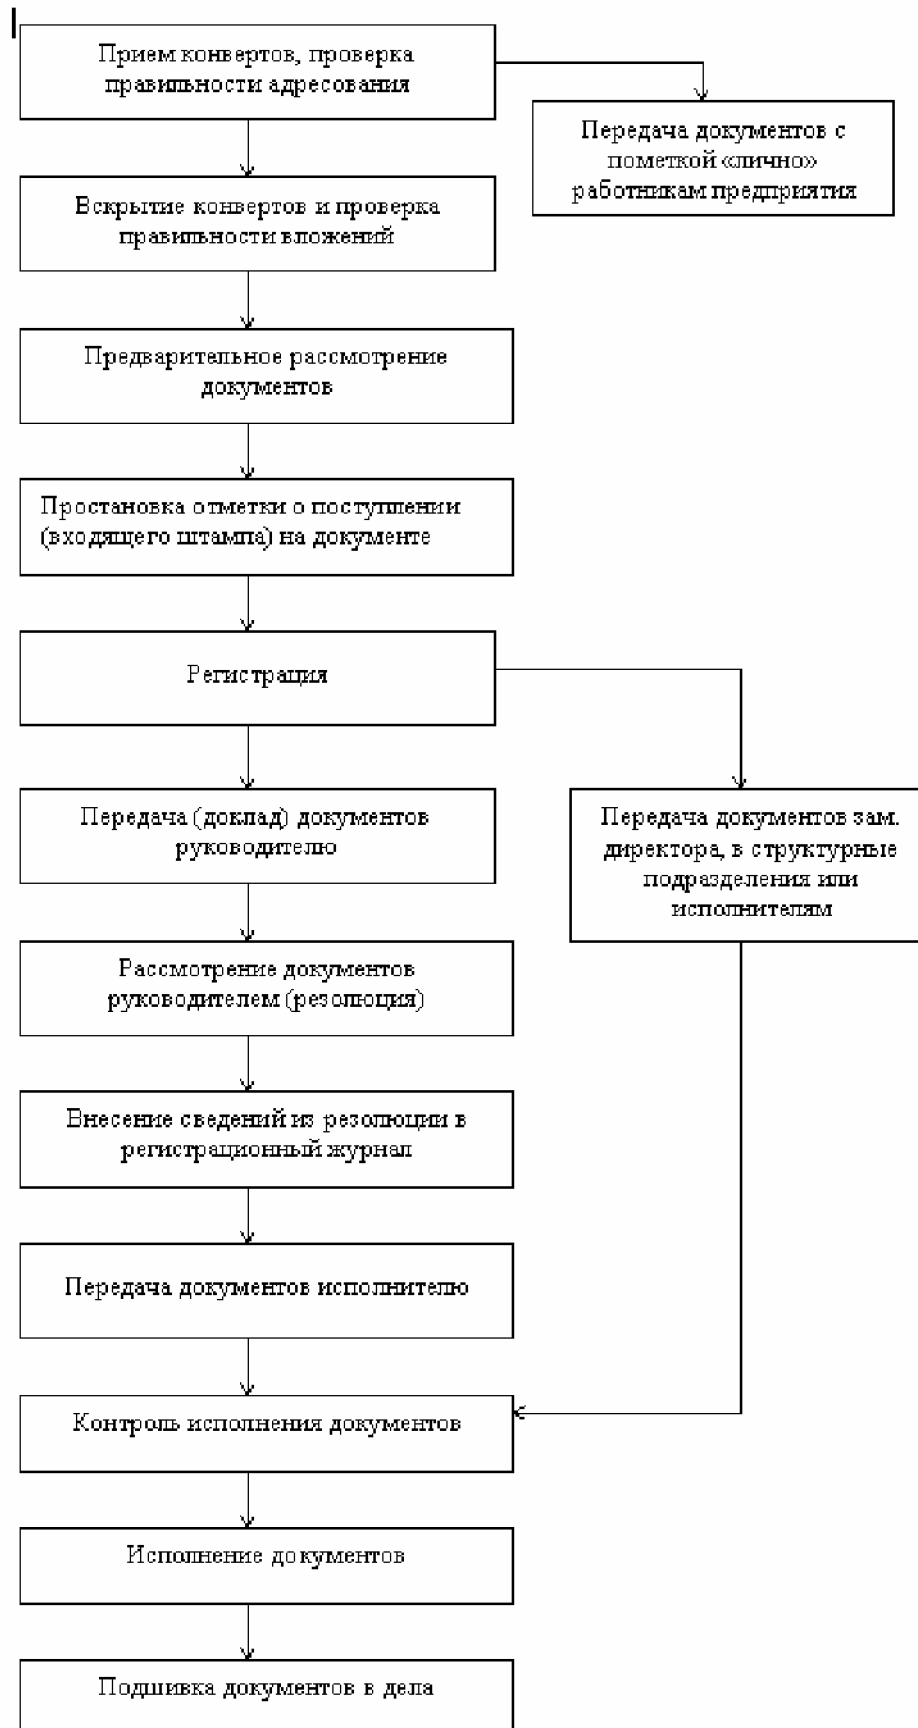 Прием конвертов, проверка
правильности адресования
Передача документов с
пометкой «лично»
работникам предприятия
Вскрытие конвертов и проверка
правильности вложений
Предварительное рассмотрение
документов
Простановка отметки о поступлении
(входящего штампа) на документе
Регистрация
Передача (доклад) документов
руководителю
Передача документов зам.
директора, в структурные
подразделения или
исполнителям
Рассмотрение документов
руководителем (резолюция)
Внесение сведений из резолюции в
регистрационный журнал
Передача документов исполнителю
Контроль исполнения документов
Исполнение документов
Подшивка документов в дела